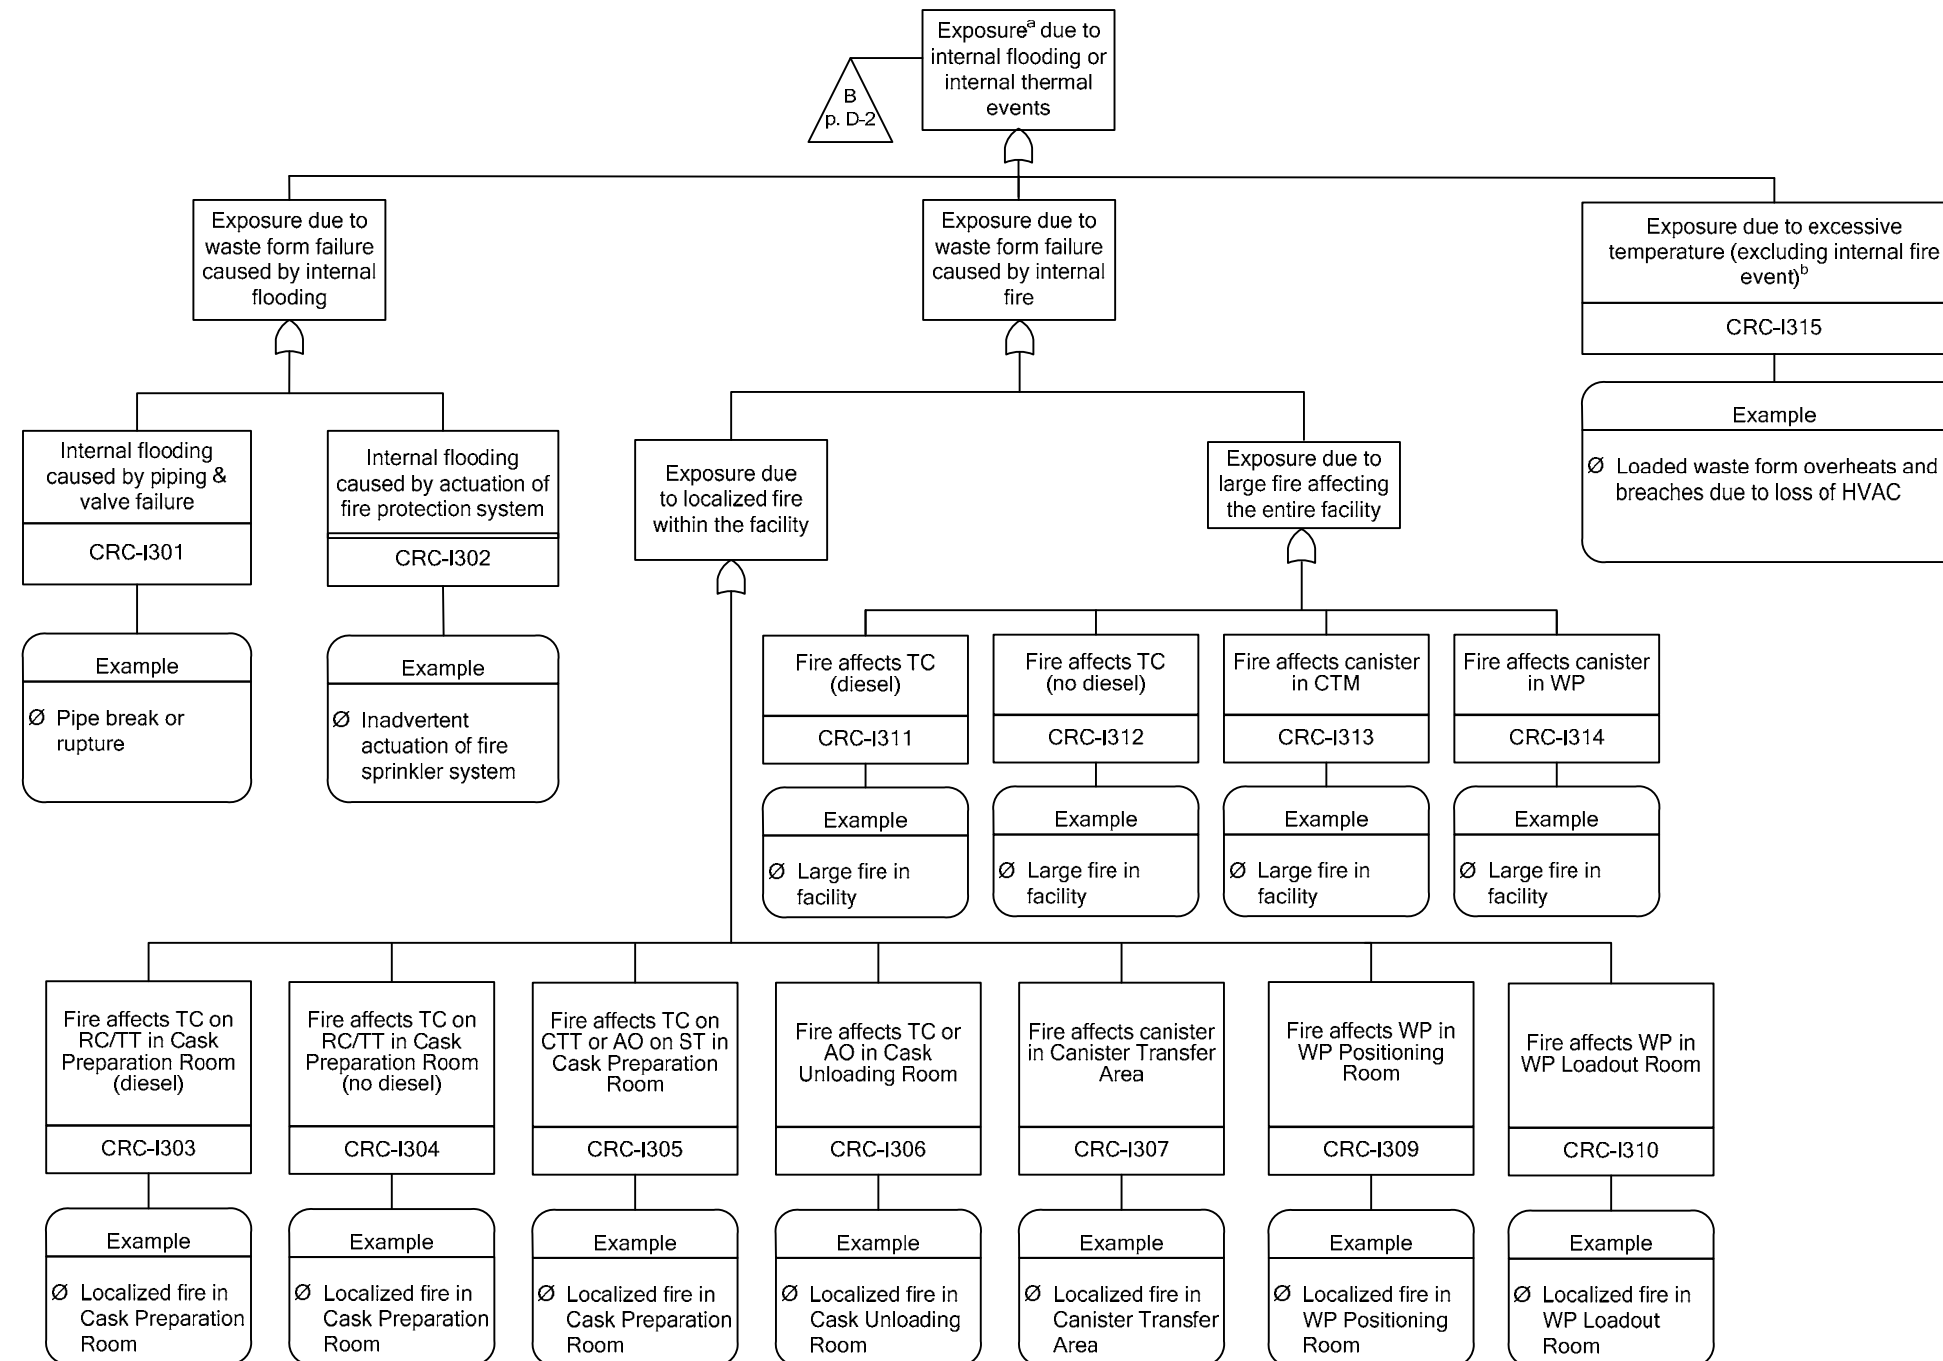 Exposureᵃ due to
internal flooding or
internal thermal
events
B
p. D-2
Exposure due to
waste form failure
caused by internal
flooding
Exposure due to
waste form failure
caused by internal
fire
Exposure due to excessive
temperature (excluding internal fire
event)ᵇ
CRC-I315
Example
Ø Loaded waste form overheats and
breaches due to loss of HVAC
Internal flooding
caused by piping &
valve failure
CRC-I301
Example
Ø Pipe break or
rupture
Internal flooding
caused by actuation of
fire protection system
CRC-I302
Example
Ø Inadvertent
actuation of fire
sprinkler system
Exposure due
to localized fire
within the facility
Exposure due to
large fire affecting
the entire facility
Fire affects TC
(diesel)
CRC-I311
Example
Ø Large fire in
facility
Fire affects TC
(no diesel)
CRC-I312
Example
Ø Large fire in
facility
Fire affects canister
in CTM
CRC-I313
Example
Ø Large fire in
facility
Fire affects canister
in WP
CRC-I314
Example
Ø Large fire in
facility
Fire affects TC on
RC/TT in Cask
Preparation Room
(diesel)
CRC-I303
Example
Ø Localized fire in
Cask Preparation
Room
Fire affects TC on
RC/TT in Cask
Preparation Room
(no diesel)
CRC-I304
Example
Ø Localized fire in
Cask Preparation
Room
Fire affects TC on
CTT or AO on ST in
Cask Preparation
Room
CRC-I305
Example
Ø Localized fire in
Cask Preparation
Room
Fire affects TC or
AO in Cask
Unloading Room
CRC-I306
Example
Ø Localized fire in
Cask Unloading
Room
Fire affects canister
in Canister Transfer
Area
CRC-I307
Example
Ø Localized fire in
Canister Transfer
Area
Fire affects WP in
WP Positioning
Room
CRC-I309
Example
Ø Localized fire in
WP Positioning
Room
Fire affects WP in
WP Loadout Room
CRC-I310
Example
Ø Localized fire in
WP Loadout
Room